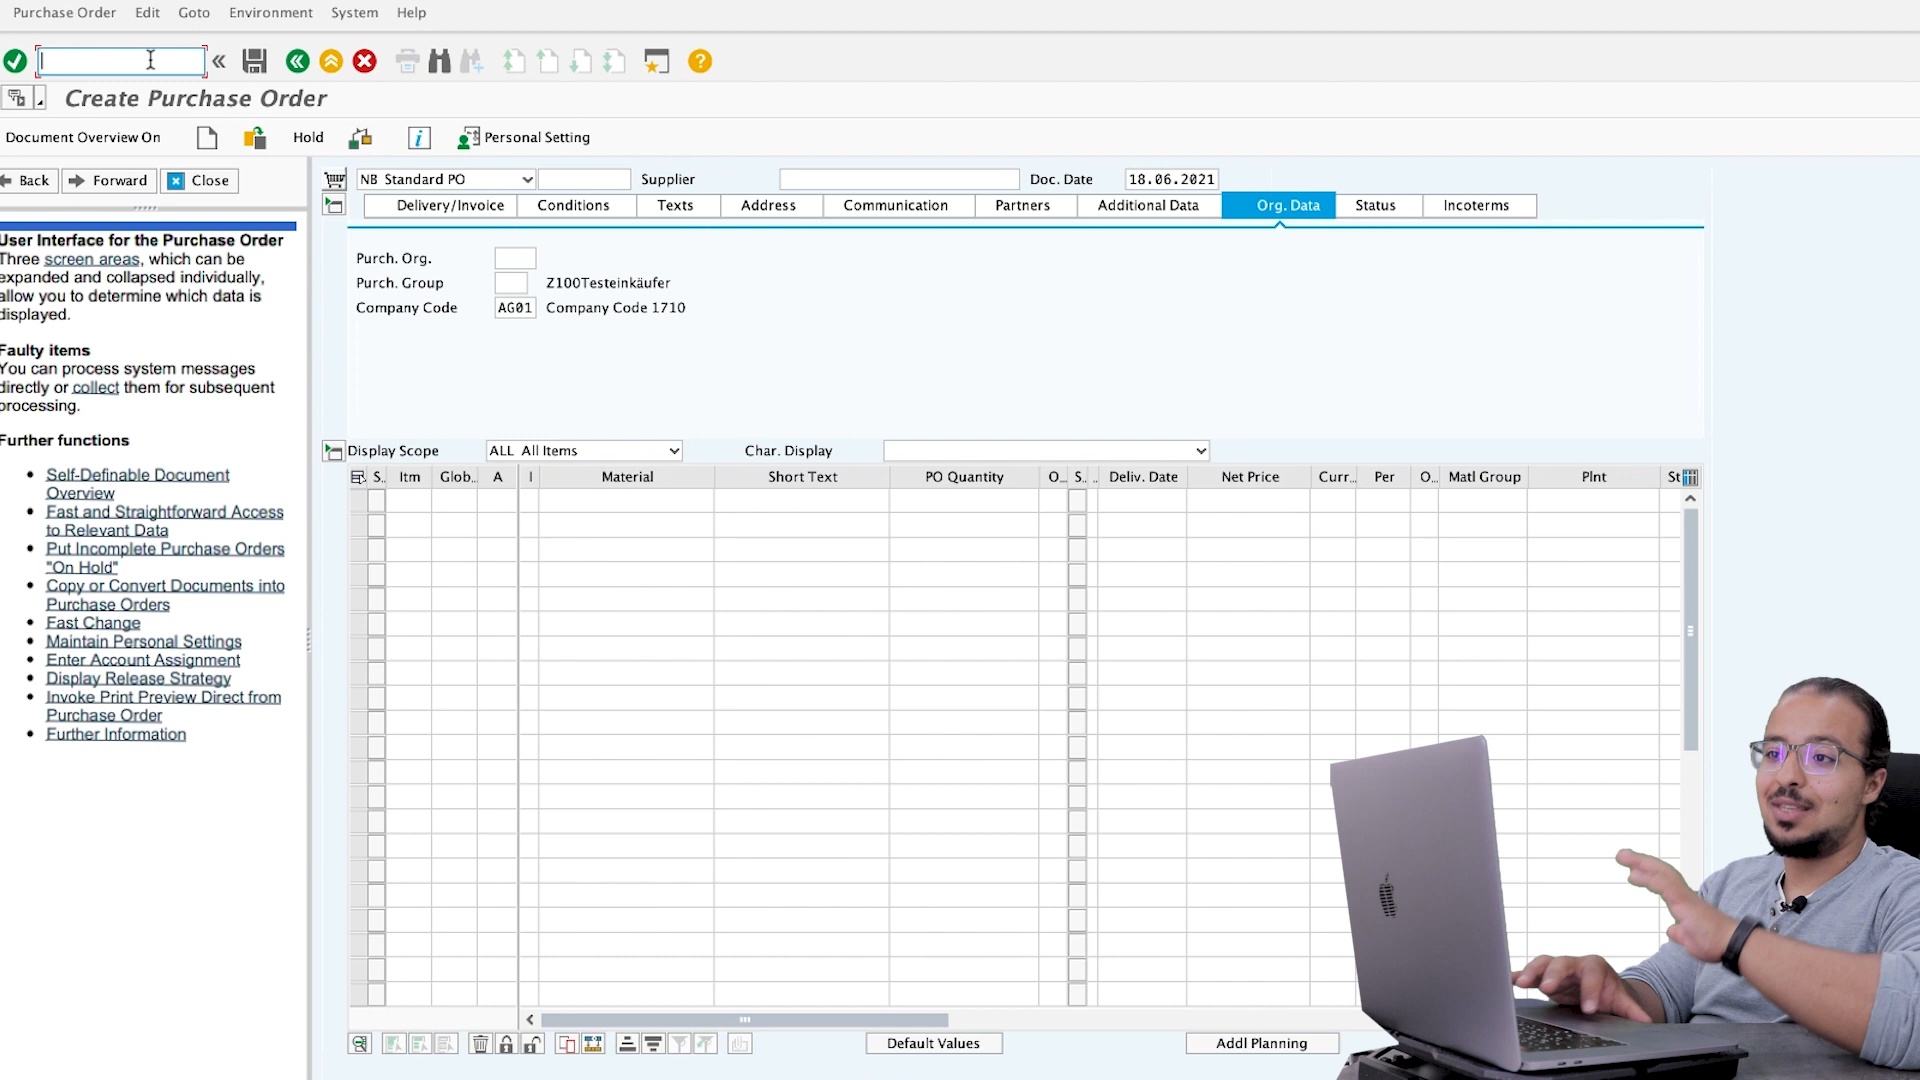 Purchase Order Edit Goto Environment System Help
Create Purchase Order
Document Overview On Hold Personal Setting
Back Forward Close
NB Standard PO Supplier Doc. Date 18.06.2021
Delivery/Invoice Conditions Texts Address Communication Partners Additional Data Org. Data Status Incoterms
User Interface for the Purchase Order
Three screen areas, which can be
expanded and collapsed individually,
allow you to determine which data is
displayed.
Faulty items
You can process system messages
directly or collect them for subsequent
processing.
Further functions
Self-Definable Document
Overview
Fast and Straightforward Access
to Relevant Data
Put Incomplete Purchase Orders
"On Hold"
Copy or Convert Documents into
Purchase Orders
Fast Change
Maintain Personal Settings
Enter Account Assignment
Display Release Strategy
Invoke Print Preview Direct from
Purchase Order
Further Information
Purch. Org.
Purch. Group Z100Testeinkäufer
Company Code AG01 Company Code 1710
Display Scope ALL All Items Char. Display
S.. Itm Glob.. A I Material Short Text PO Quantity O... S.. .. Deliv. Date Net Price Curr... Per O... Matl Group Plnt St
Default Values Addl Planning